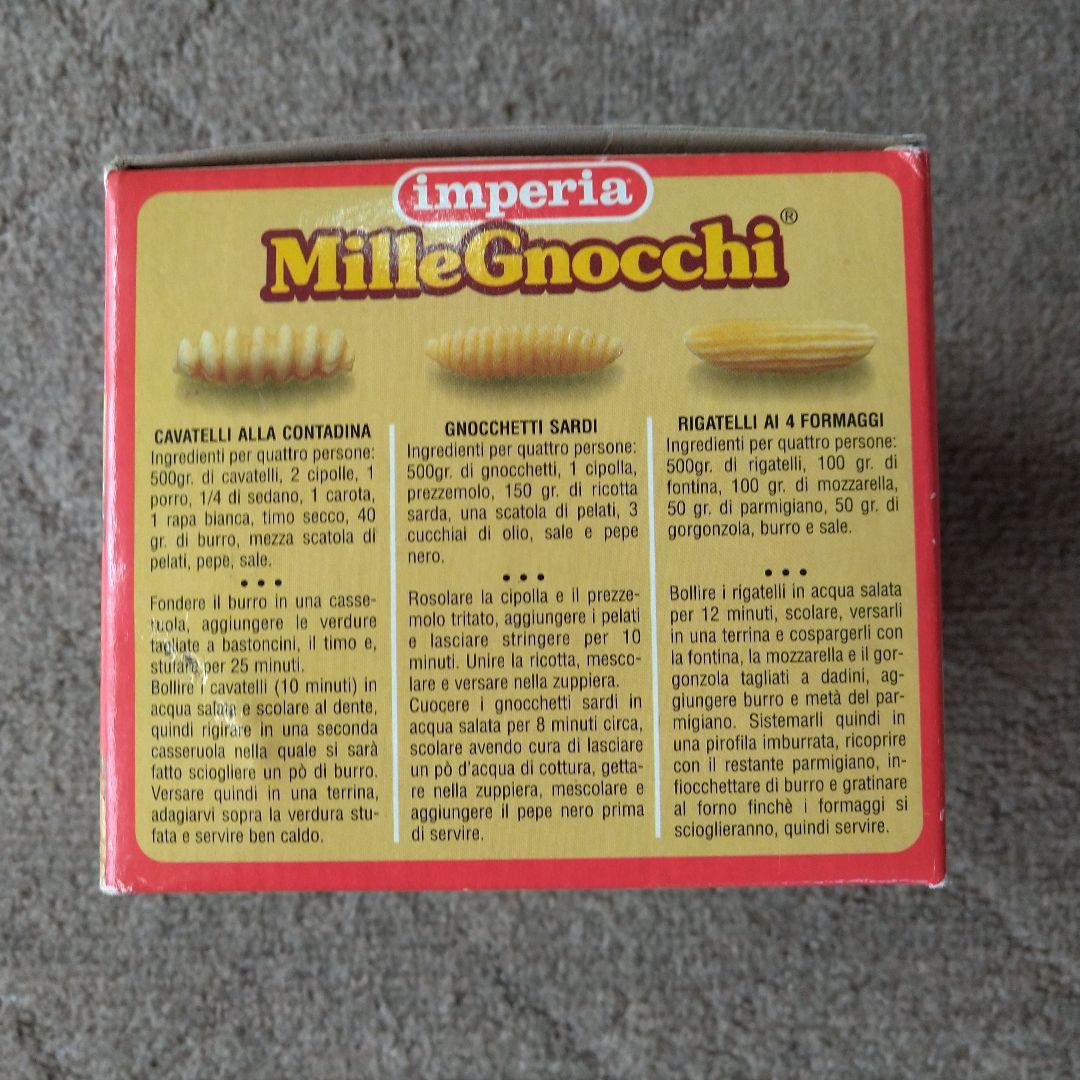 imperia
MilleGnocchi®
CAVATELLI ALLA CONTADINA
Ingredienti per quattro persone:
500gr. di cavatelli, 2 cipolle, 1
porro, 1/4 di sedano, 1 carota,
1 rapa bianca, timo secco, 40
gr. di burro, mezza scatola di
pelati, pepe, sale.
• • •
Fondere il burro in una casse-
ruola, aggiungere le verdure
tagliate a bastoncini, il timo e,
stufare per 25 minuti.
Bollire i cavatelli (10 minuti) in
acqua salata e scolare al dente,
quindi rigirare in una seconda
casseruola nella quale si sarà
fatto sciogliere un pò di burro.
Versare quindi in una terrina,
adagiarvi sopra la verdura stu-
fata e servire ben caldo.
GNOCCHETTI SARDI
Ingredienti per quattro persone:
500gr. di gnocchetti, 1 cipolla,
prezzemolo, 150 gr. di ricotta
sarda, una scatola di pelati, 3
cucchiai di olio, sale e pepe
nero.
• • •
Rosolare la cipolla e il prezze-
molo tritato, aggiungere i pelati
e lasciare stringere per 10
minuti. Unire la ricotta, mesco-
lare e versare nella zuppiera.
Cuocere i gnocchetti sardi in
acqua salata per 8 minuti circa,
scolare avendo cura di lasciare
un pò d'acqua di cottura, getta-
re nella zuppiera, mescolare e
aggiungere il pepe nero prima
di servire.
RIGATELLI AI 4 FORMAGGI
Ingredienti per quattro persone:
500gr. di rigatelli, 100 gr. di
fontina, 100 gr. di mozzarella,
50 gr. di parmigiano, 50 gr. di
gorgonzola, burro e sale.
• • •
Bollire i rigatelli in acqua salata
per 12 minuti, scolare, versarli
in una terrina e cospargerli con
la fontina, la mozzarella e il gor-
gonzola tagliati a dadini, ag-
giungere burro e metà del par-
migiano. Sistemarli quindi in
una pirofila imburrata, ricoprire
con il restante parmigiano, in-
fiocchettare di burro e gratinare
al forno finchè i formaggi si
scioglieranno, quindi servire.